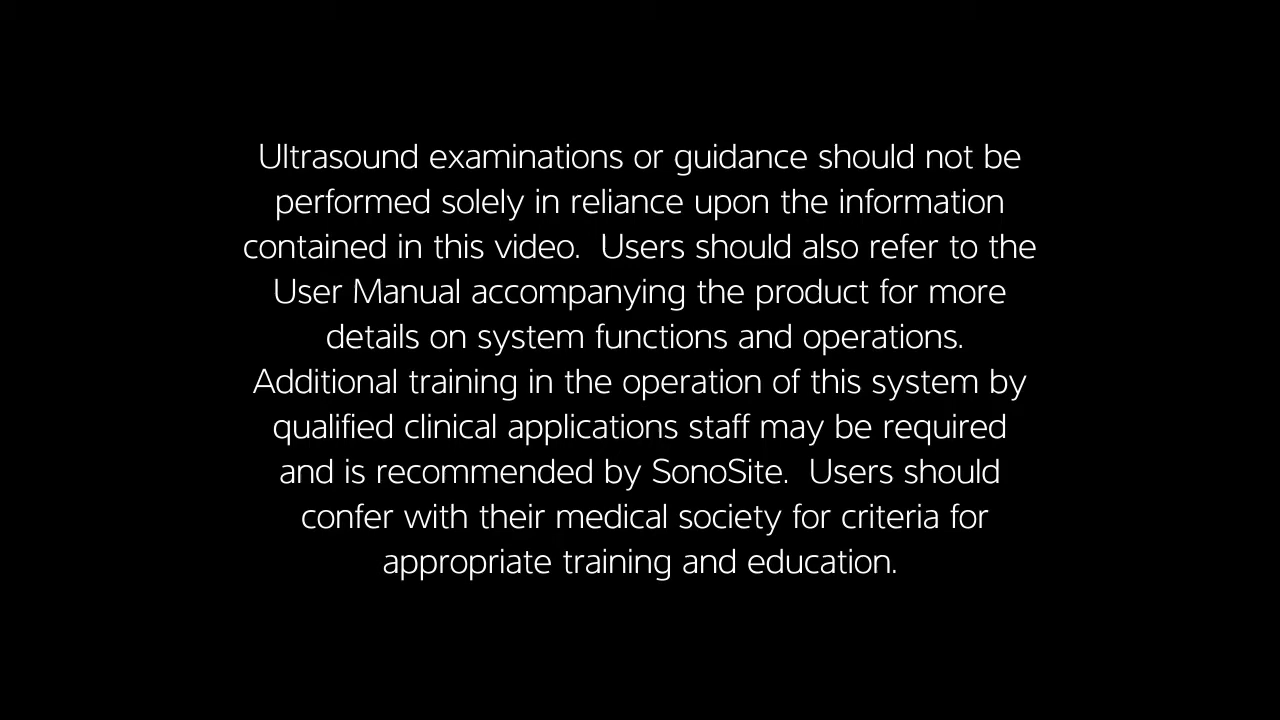 Ultrasound examinations or guidance should not be
performed solely in reliance upon the information
contained in this video.  Users should also refer to the
User Manual accompanying the product for more
details on system functions and operations.
Additional training in the operation of this system by
qualified clinical applications staff may be required
and is recommended by SonoSite.  Users should
confer with their medical society for criteria for
appropriate training and education.